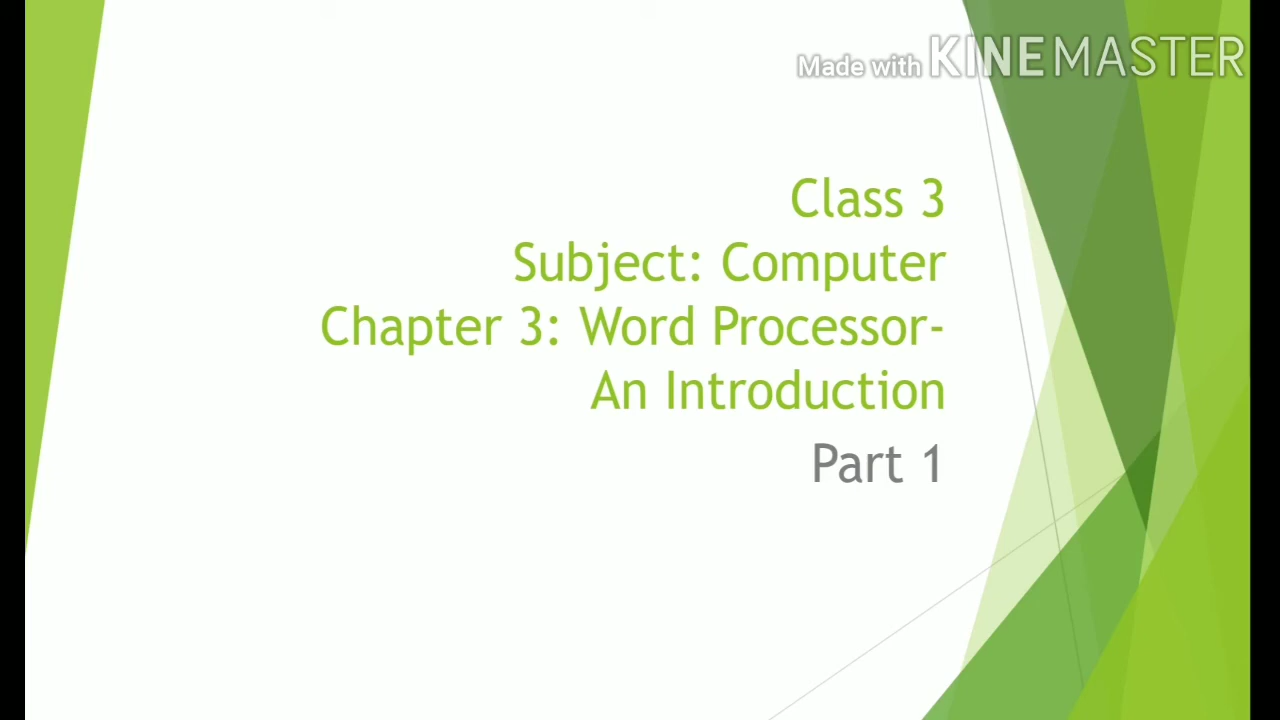 Made with KINEMASTER
Class 3
Subject: Computer
Chapter 3: Word Processor-
An Introduction
Part 1